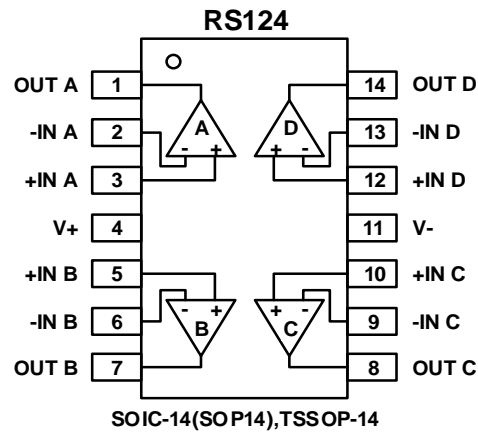 RS124
OUT A 1 14 OUT D
-IN A 2 A D 13 -IN D
- + + -
+IN A 3 12 +IN D
V+ 4 11 V-
+IN B 5 10 +IN C
- + + -
-IN B 6 B C 9 -IN C
OUT B 7 8 OUT C
SOIC-14(SOP14),TSSOP-14